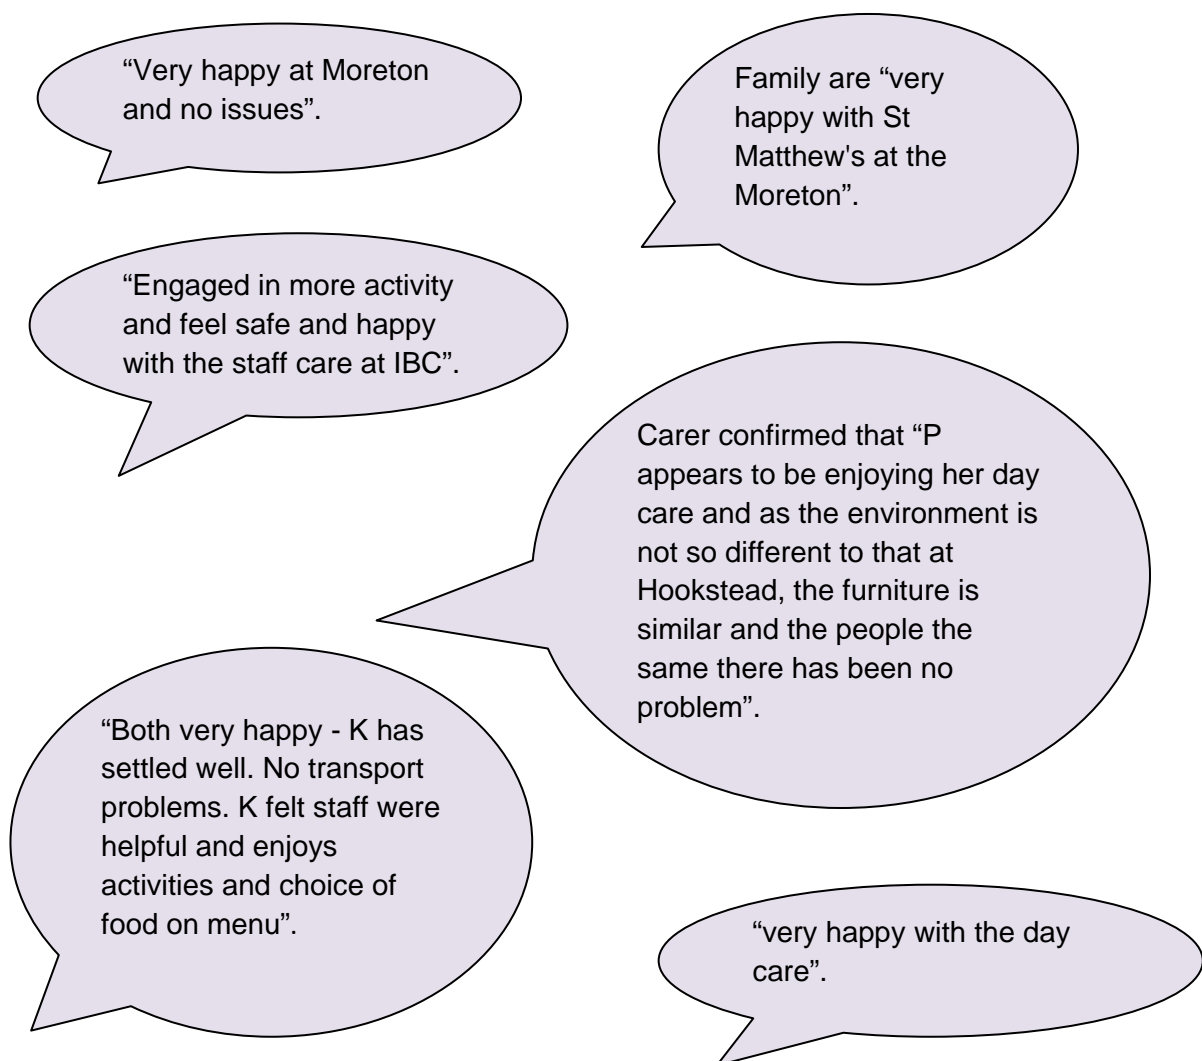 “Very happy at Moreton
and no issues”.
Family are “very
happy with St
Matthew's at the
Moreton”.
“Engaged in more activity
and feel safe and happy
with the staff care at IBC”.
Carer confirmed that “P
appears to be enjoying her day
care and as the environment is
not so different to that at
Hookstead, the furniture is
similar and the people the
same there has been no
problem”.
“Both very happy - K has
settled well. No transport
problems. K felt staff were
helpful and enjoys
activities and choice of
food on menu”.
“very happy with the day
care”.